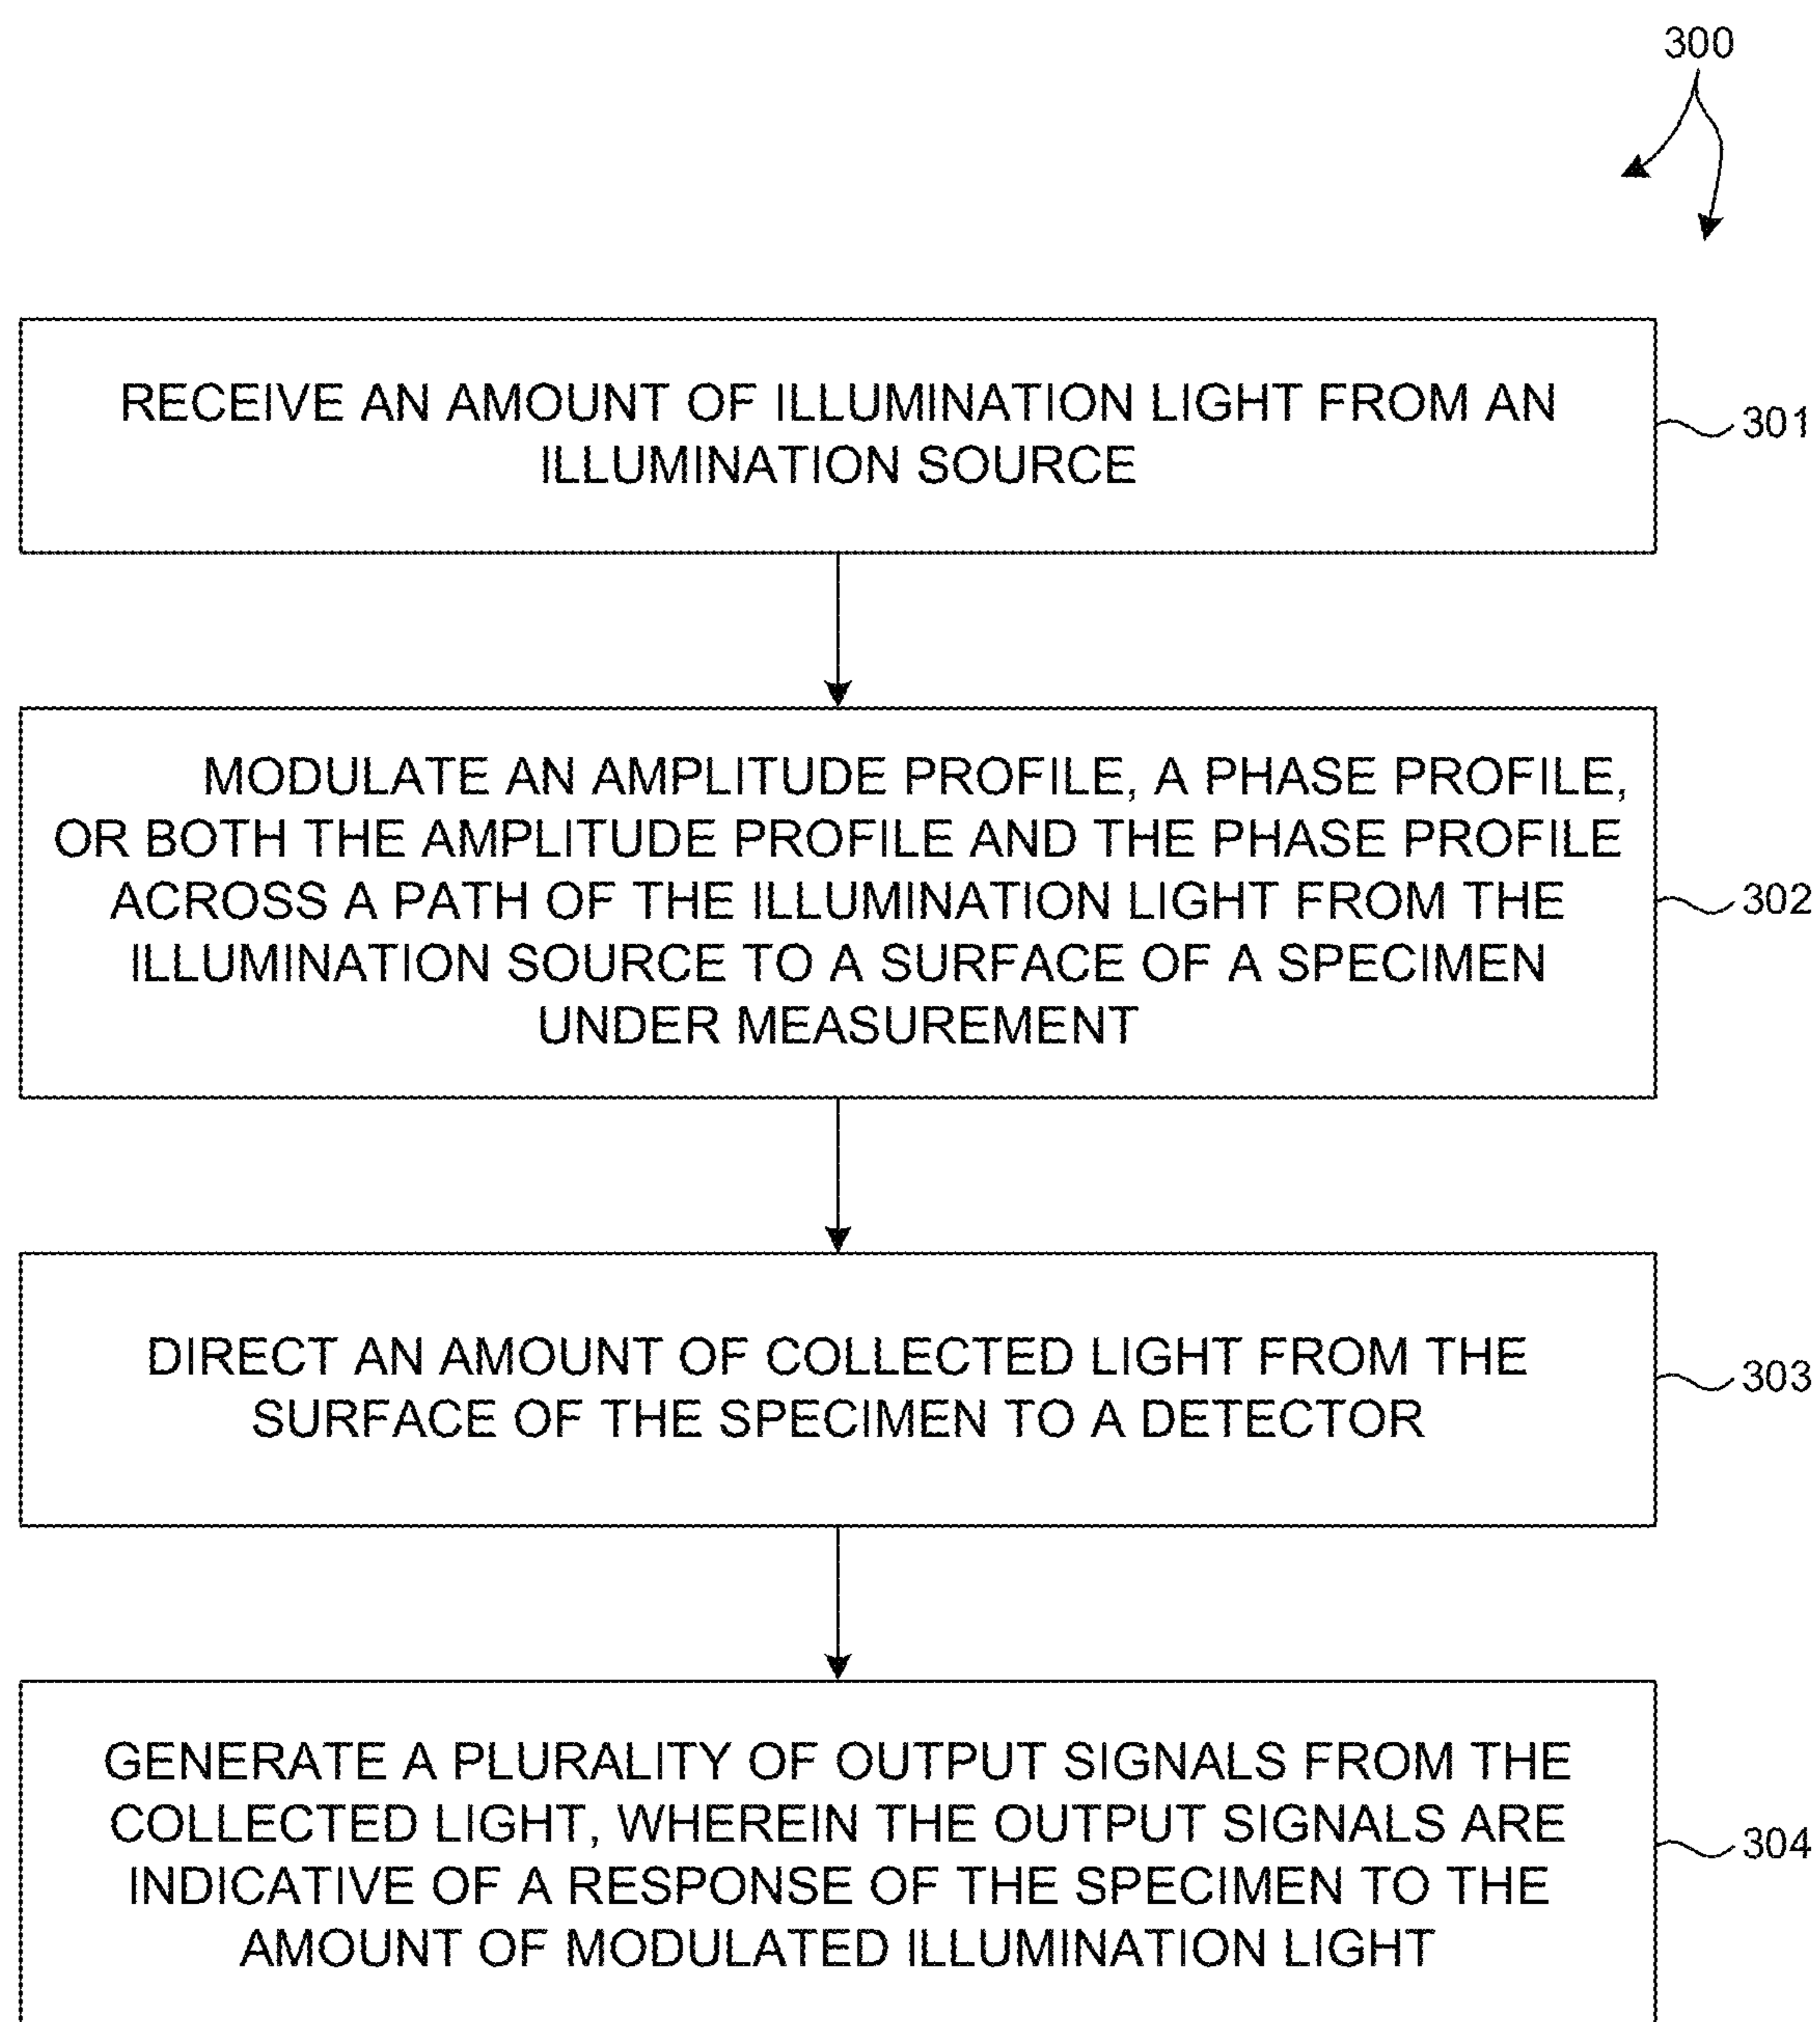 300
RECEIVE AN AMOUNT OF ILLUMINATION LIGHT FROM AN
ILLUMINATION SOURCE
301
MODULATE AN AMPLITUDE PROFILE, A PHASE PROFILE,
OR BOTH THE AMPLITUDE PROFILE AND THE PHASE PROFILE
ACROSS A PATH OF THE ILLUMINATION LIGHT FROM THE
ILLUMINATION SOURCE TO A SURFACE OF A SPECIMEN
UNDER MEASUREMENT
302
DIRECT AN AMOUNT OF COLLECTED LIGHT FROM THE
SURFACE OF THE SPECIMEN TO A DETECTOR
303
GENERATE A PLURALITY OF OUTPUT SIGNALS FROM THE
COLLECTED LIGHT, WHEREIN THE OUTPUT SIGNALS ARE
INDICATIVE OF A RESPONSE OF THE SPECIMEN TO THE
AMOUNT OF MODULATED ILLUMINATION LIGHT
304